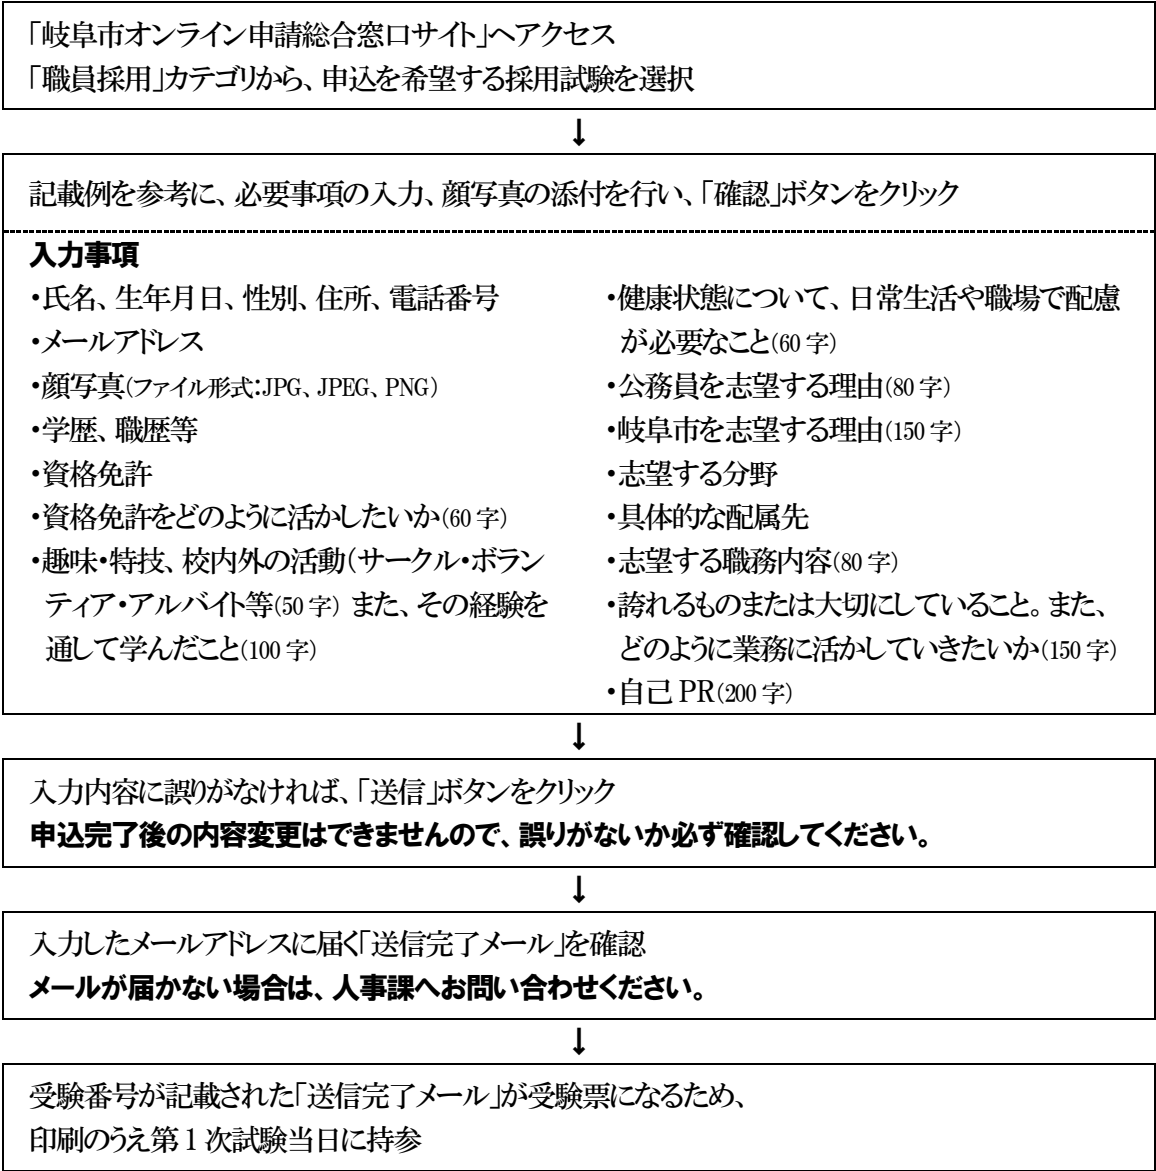 「岐阜市オンライン申請総合窓口サイト」へアクセス
「職員採用」カテゴリから、申込を希望する採用試験を選択
↓
記載例を参考に、必要事項の入力、顔写真の添付を行い、「確認」ボタンをクリック
入力事項
・氏名、生年月日、性別、住所、電話番号
・メールアドレス
・顔写真(ファイル形式:JPG、JPEG、PNG)
・学歴、職歴等
・資格免許
・資格免許をどのように活かしたいか(60字)
・趣味・特技、校内外の活動(サークル・ボラン
ティア・アルバイト等(50字) また、その経験を
通して学んだこと(100字)
・健康状態について、日常生活や職場で配慮
が必要なこと(60字)
・公務員を志望する理由(80字)
・岐阜市を志望する理由(150字)
・志望する分野
・具体的な配属先
・志望する職務内容(80字)
・誇れるものまたは大切にしていること。また、
どのように業務に活かしていきたいか(150字)
・自己PR(200字)
↓
入力内容に誤りがなければ、「送信」ボタンをクリック
申込完了後の内容変更はできませんので、誤りがないか必ず確認してください。
↓
入力したメールアドレスに届く「送信完了メール」を確認
メールが届かない場合は、人事課へお問い合わせください。
↓
受験番号が記載された「送信完了メール」が受験票になるため、
印刷のうえ第1次試験当日に持参